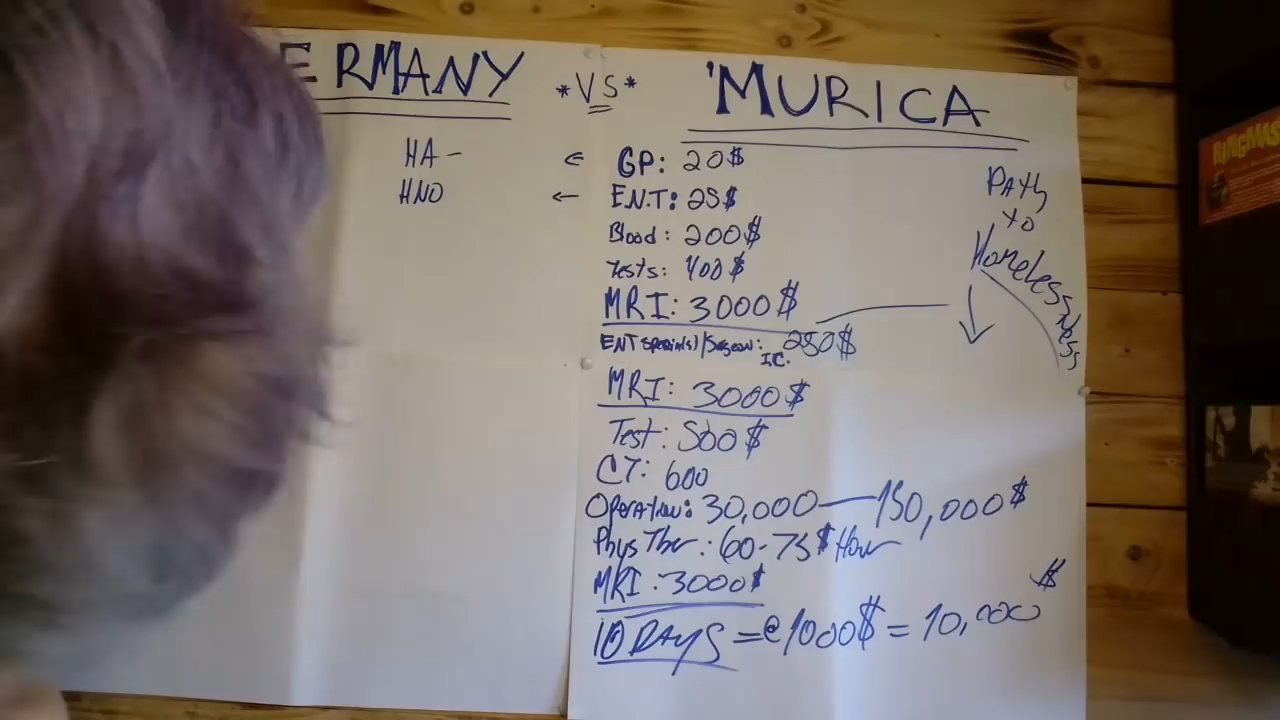 ERMANY *VS* 'MURICA
HA - ← GP: 20$
HNO ← E.N.T: 25$
Blood: 200$
Tests: 400$
MRI: 3000$
ENT Specialist/Surgeon: 250$
I.C.
MRI: 3000$
Test: 500$
CT: 600
Operation: 30,000 — 150,000$
Phys Ther.: 60-75$ Hour
MRI: 3000$
10 DAYS = @1000$ = 10,000$
Path
to
Homelessness
RINGMAS